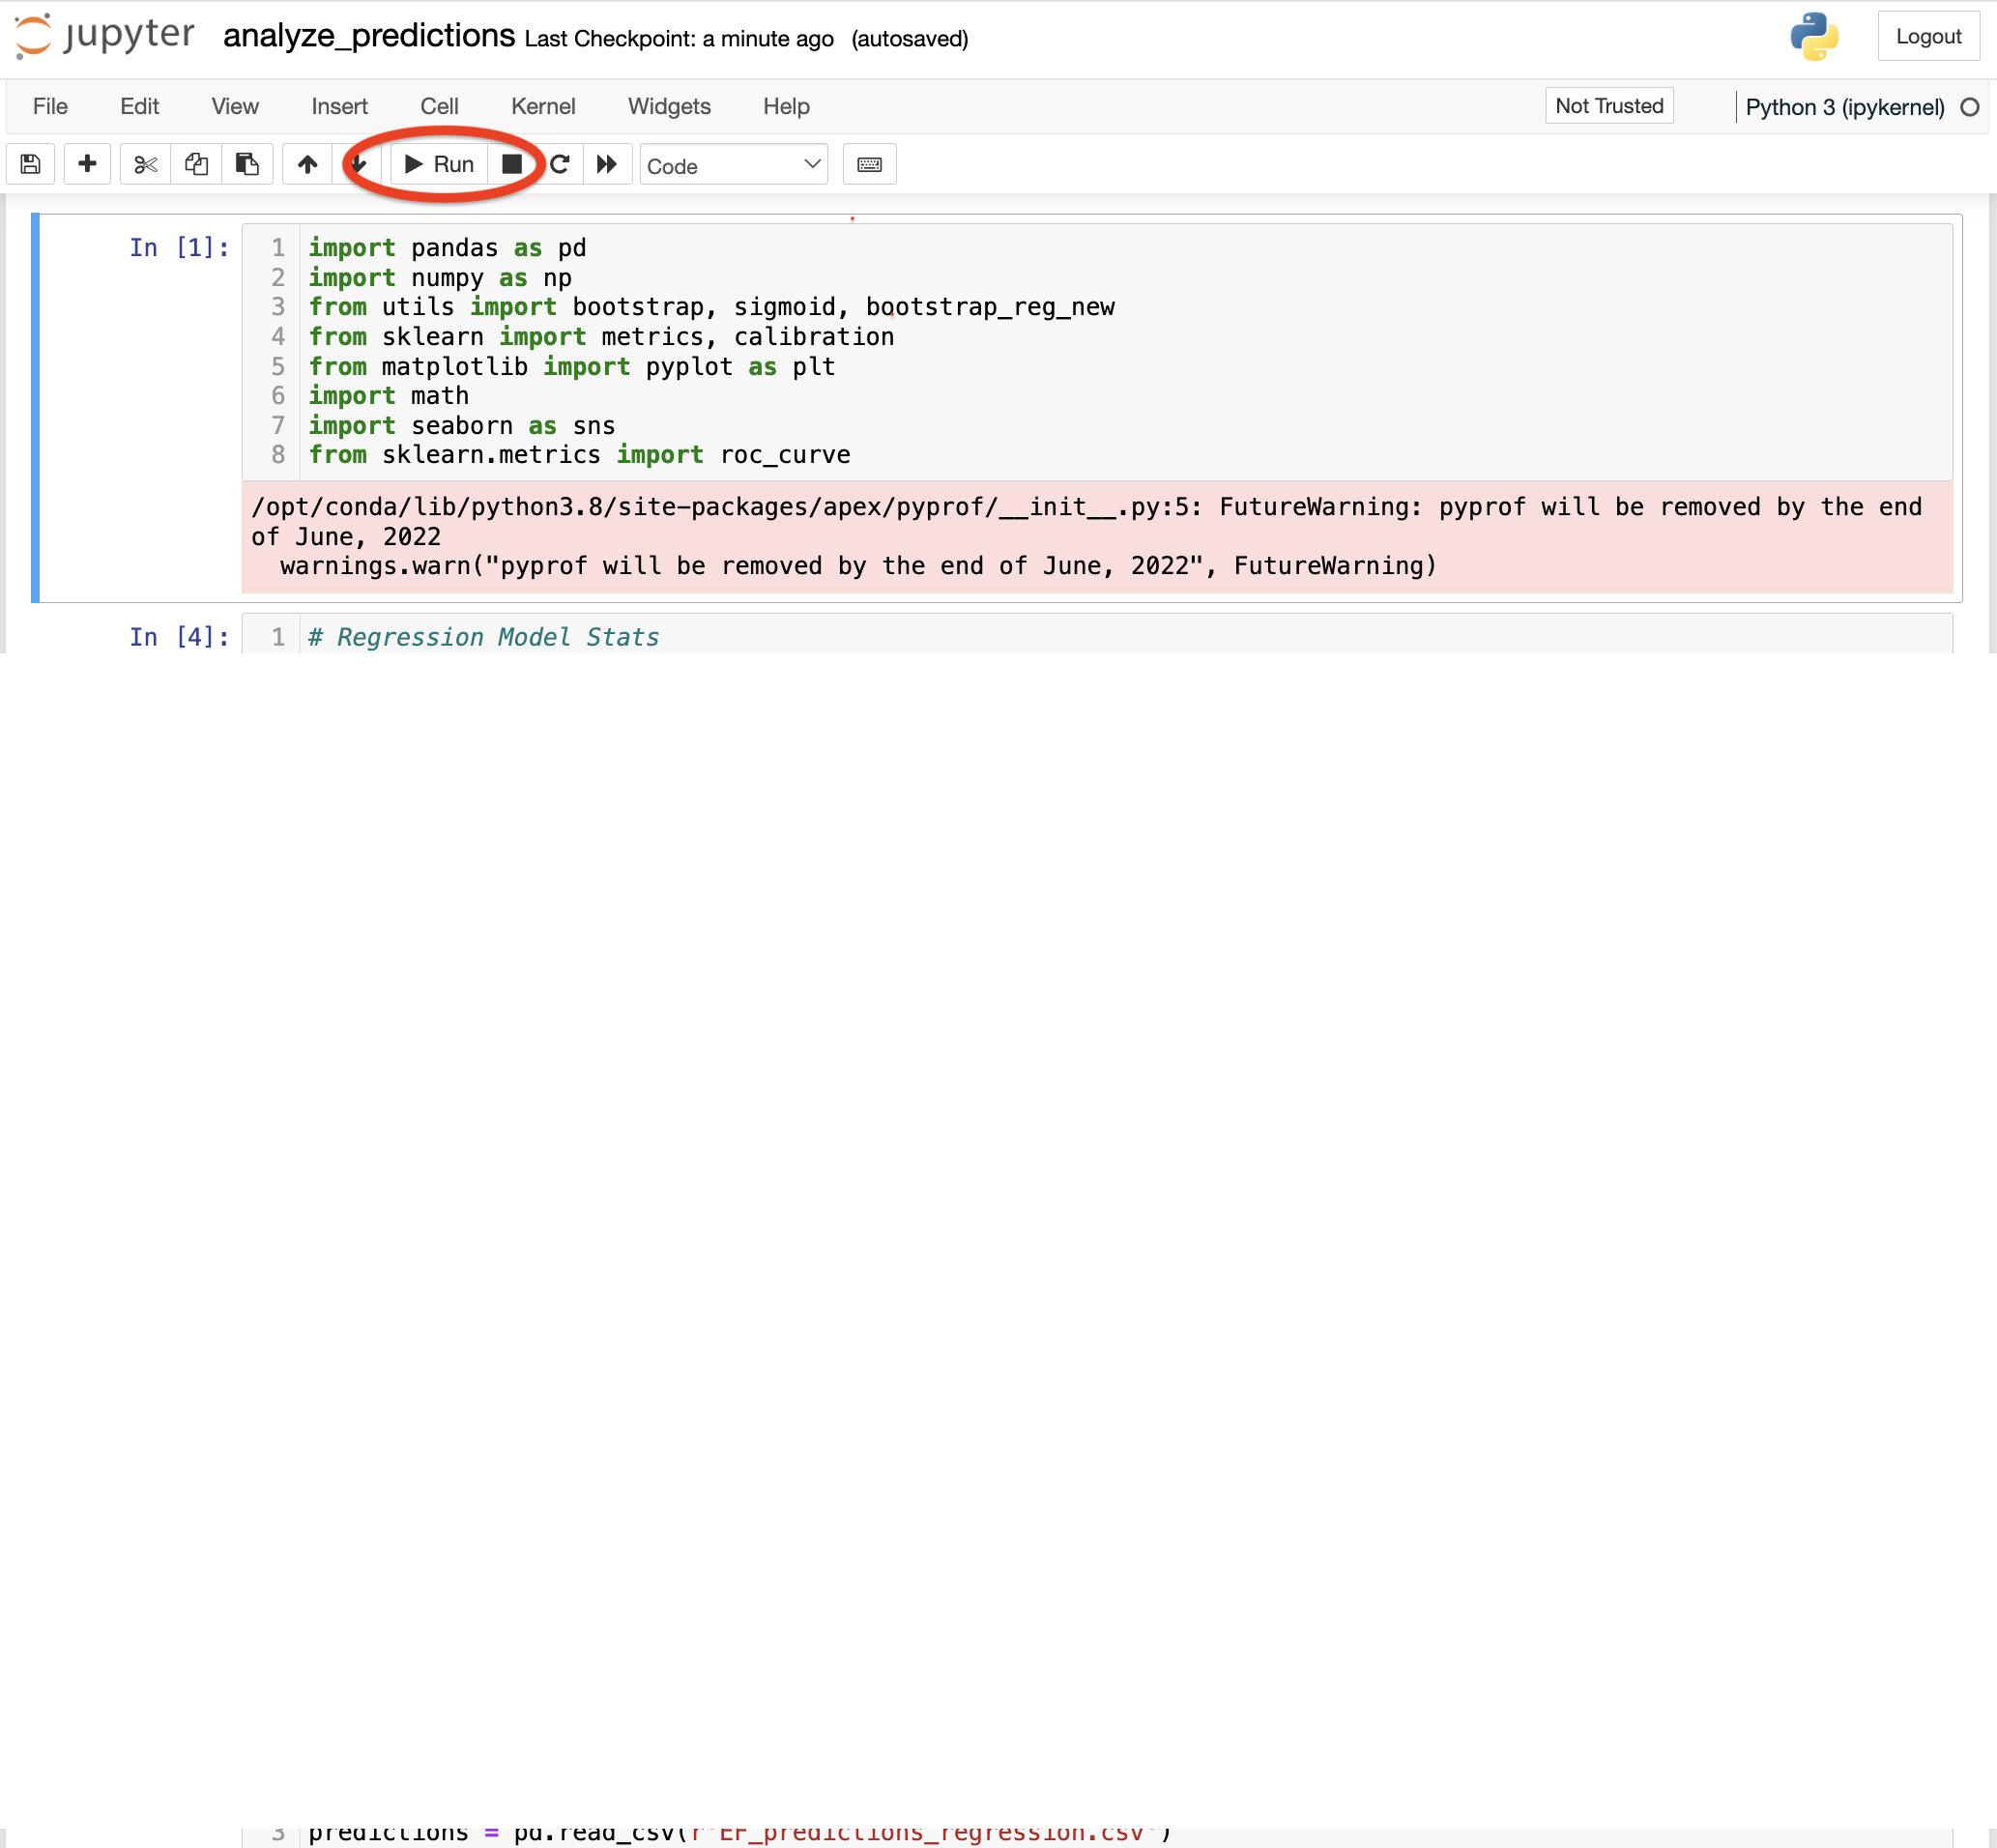 jupyter analyze_predictions Last Checkpoint: a minute ago (autosaved) Logout
File Edit View Insert Cell Kernel Widgets Help Not Trusted Python 3 (ipykernel)
Run Code
In [1]: 1 import pandas as pd
2 import numpy as np
3 from utils import bootstrap, sigmoid, bootstrap_reg_new
4 from sklearn import metrics, calibration
5 from matplotlib import pyplot as plt
6 import math
7 import seaborn as sns
8 from sklearn.metrics import roc_curve
/opt/conda/lib/python3.8/site-packages/apex/pyprof/__init__.py:5: FutureWarning: pyprof will be removed by the end
of June, 2022
warnings.warn("pyprof will be removed by the end of June, 2022", FutureWarning)
In [4]: 1 # Regression Model Stats
3 predictions = pd.read_csv(r'EF_predictions_regression.csv')